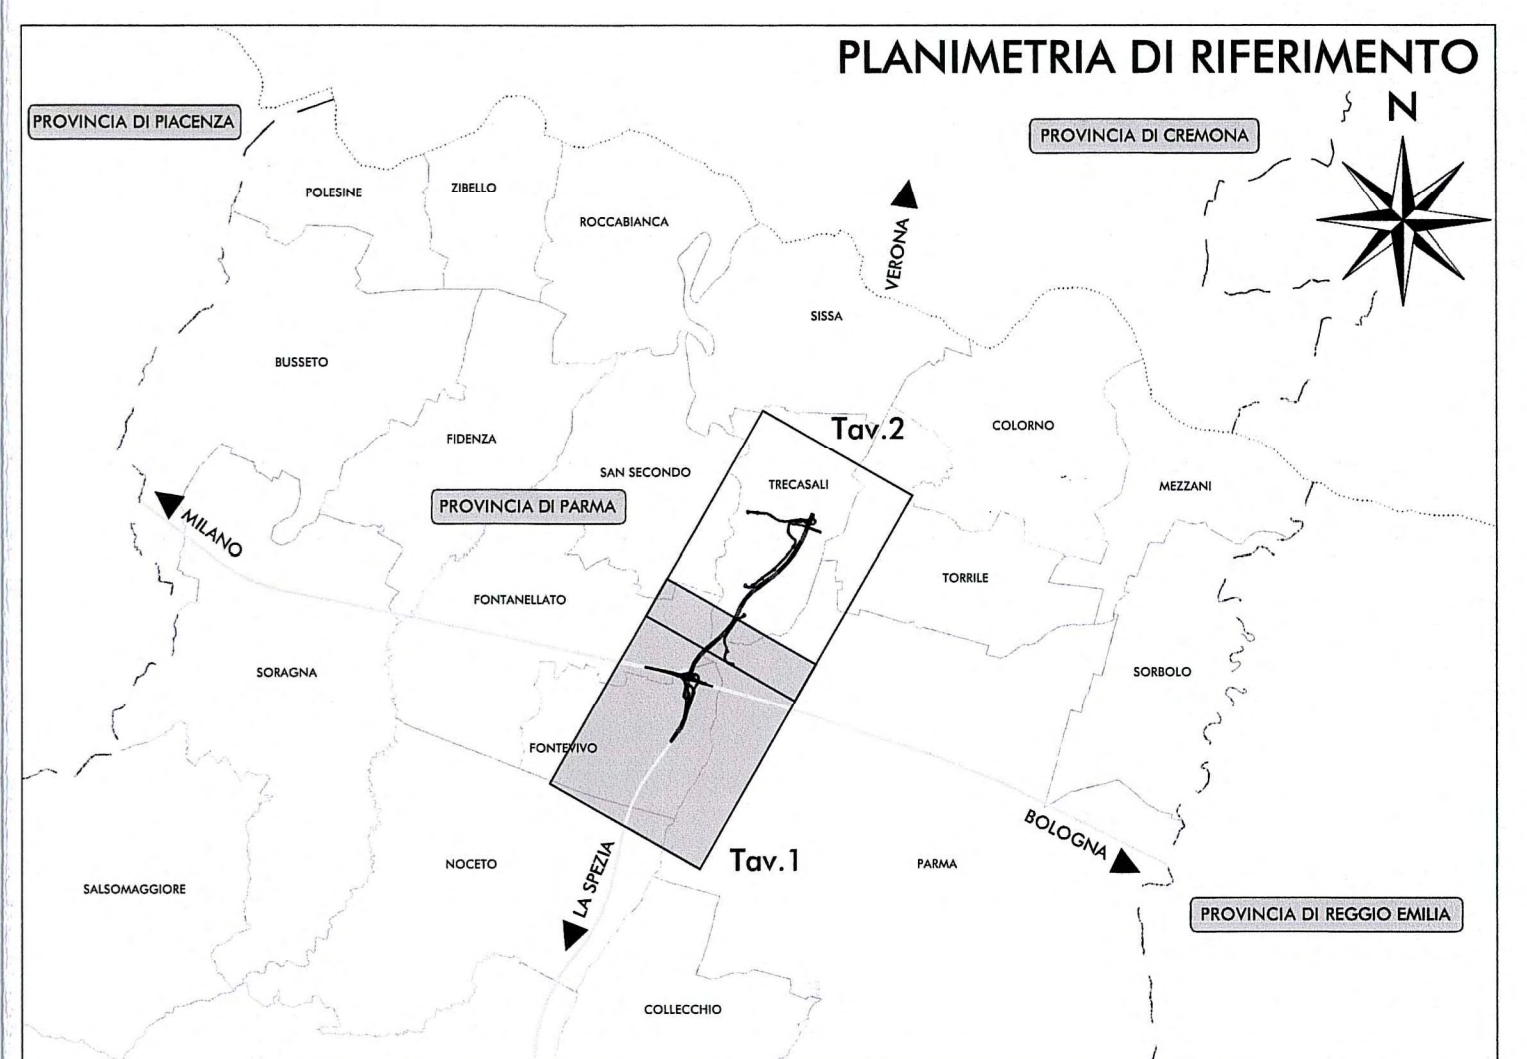 PLANIMETRIA DI RIFERIMENTO
N
PROVINCIA DI PIACENZA
PROVINCIA DI CREMONA
POLESINE
ZIBELLO
ROCCABIANCA
VERONA
SISSA
BUSSETO
FIDENZA
COLORNO
Tav.2
SAN SECONDO
TRECASALI
MEZZANI
PROVINCIA DI PARMA
MILANO
TORRILE
FONTANELLATO
SORAGNA
SORBOLO
FONTEVIVO
BOLOGNA
NOCETO
Tav.1
PARMA
SALSOMAGGIORE
LA SPEZIA
PROVINCIA DI REGGIO EMILIA
COLLECCHIO